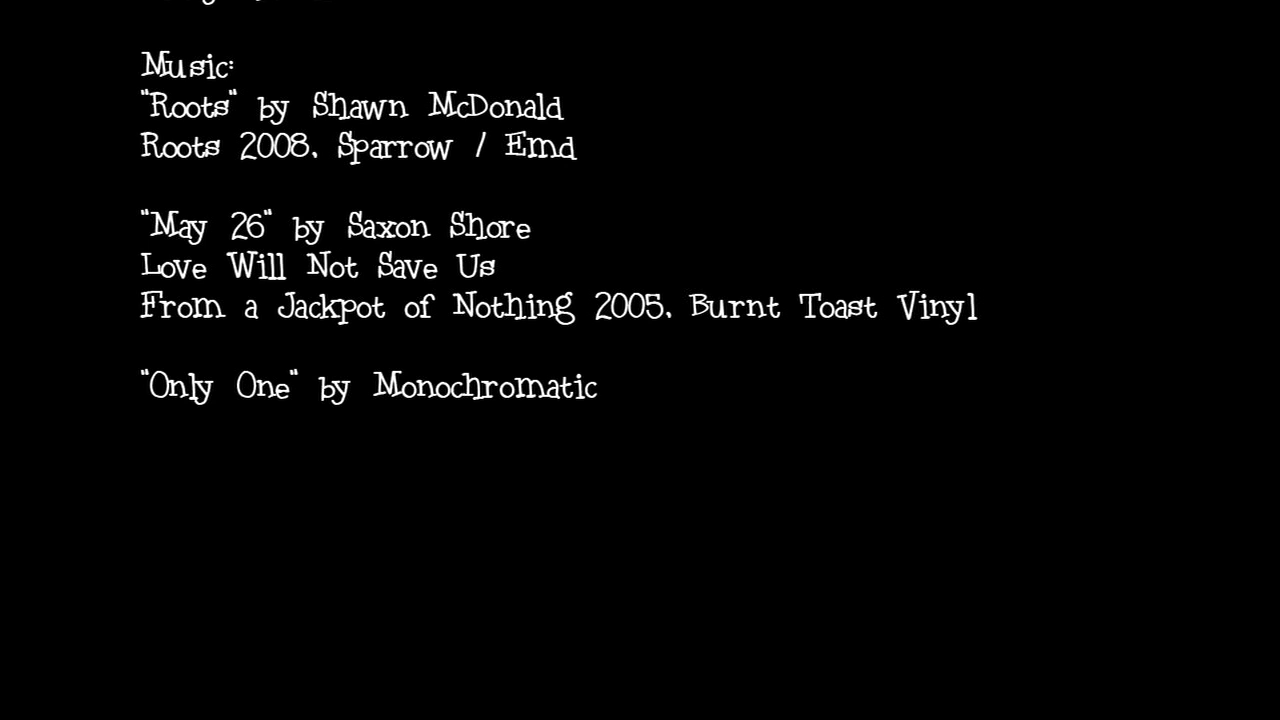 Music:
"Roots" by Shawn McDonald
Roots 2008. Sparrow / Emd
"May 26" by Saxon Shore
Love Will Not Save Us
From a Jackpot of Nothing 2005. Burnt Toast Vinyl
"Only One" by Monochromatic